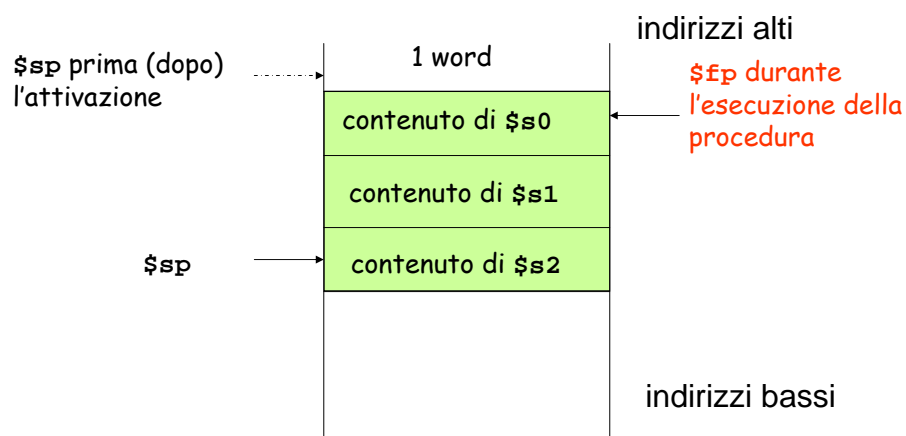 indirizzi alti
$sp prima (dopo)
l'attivazione
1 word
$fp durante
l'esecuzione della
procedura
contenuto di $s0
contenuto di $s1
$sp
contenuto di $s2
indirizzi bassi